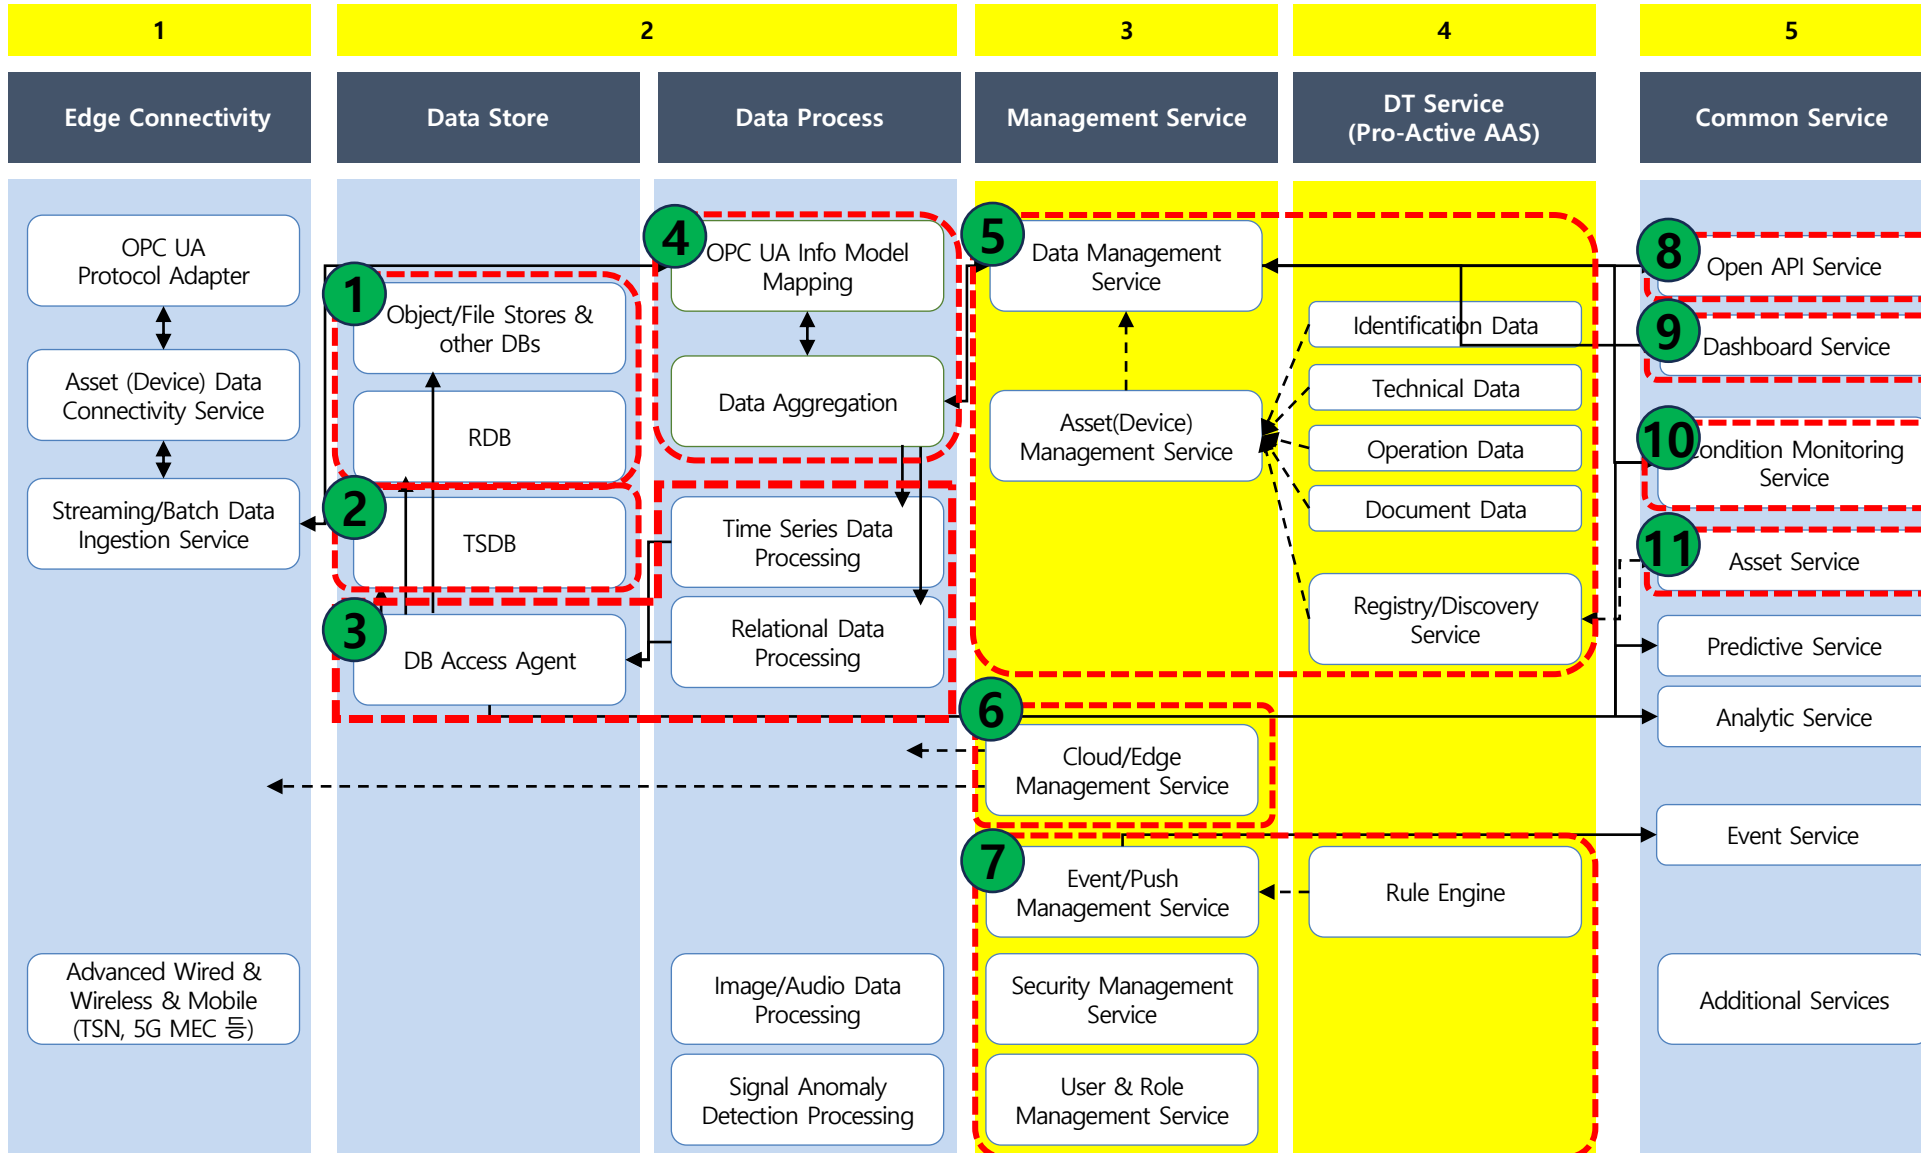 1
2
3
4
5
Edge Connectivity
Data Store
Data Process
Management Service
DT Service
(Pro-Active AAS)
Common Service
OPC UA
Protocol Adapter
Asset (Device) Data
Connectivity Service
Streaming/Batch Data
Ingestion Service
Advanced Wired &
Wireless & Mobile
(TSN, 5G MEC 등)
1
Object/File Stores &
other DBs
RDB
2
TSDB
3
DB Access Agent
4
OPC UA Info Model
Mapping
Data Aggregation
Time Series Data
Processing
Relational Data
Processing
Image/Audio Data
Processing
Signal Anomaly
Detection Processing
5
Data Management
Service
Asset(Device)
Management Service
6
Cloud/Edge
Management Service
7
Event/Push
Management Service
Security Management
Service
User & Role
Management Service
Identification Data
Technical Data
Operation Data
Document Data
Registry/Discovery
Service
Rule Engine
8
Open API Service
9
Dashboard Service
10
ondition Monitoring
Service
11
Asset Service
Predictive Service
Analytic Service
Event Service
Additional Services